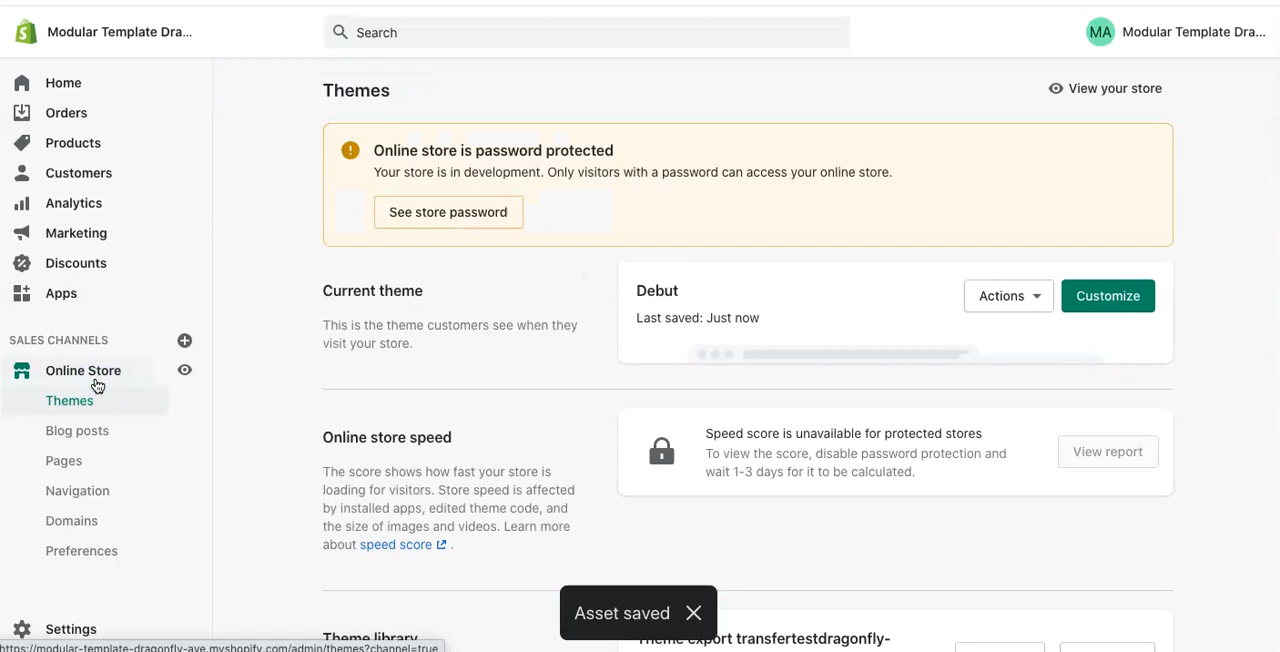 Modular Template Dra...
Search
MA
Modular Template Dra...
Home
Orders
Products
Customers
Analytics
Marketing
Discounts
Apps
SALES CHANNELS
Online Store
Themes
Blog posts
Pages
Navigation
Domains
Preferences
Settings
https://modular-template-dragonfly-ave.myshopify.com/admin/themes?channel=true
Themes
View your store
Online store is password protected
Your store is in development. Only visitors with a password can access your online store.
See store password
Current theme
This is the theme customers see when they
visit your store.
Debut
Last saved: Just now
Actions
Customize
Online store speed
The score shows how fast your store is
loading for visitors. Store speed is affected
by installed apps, edited theme code, and
the size of images and videos. Learn more
about speed score .
Speed score is unavailable for protected stores
To view the score, disable password protection and
wait 1-3 days for it to be calculated.
View report
Asset saved
Theme library
Theme export transfertestdragonfly-